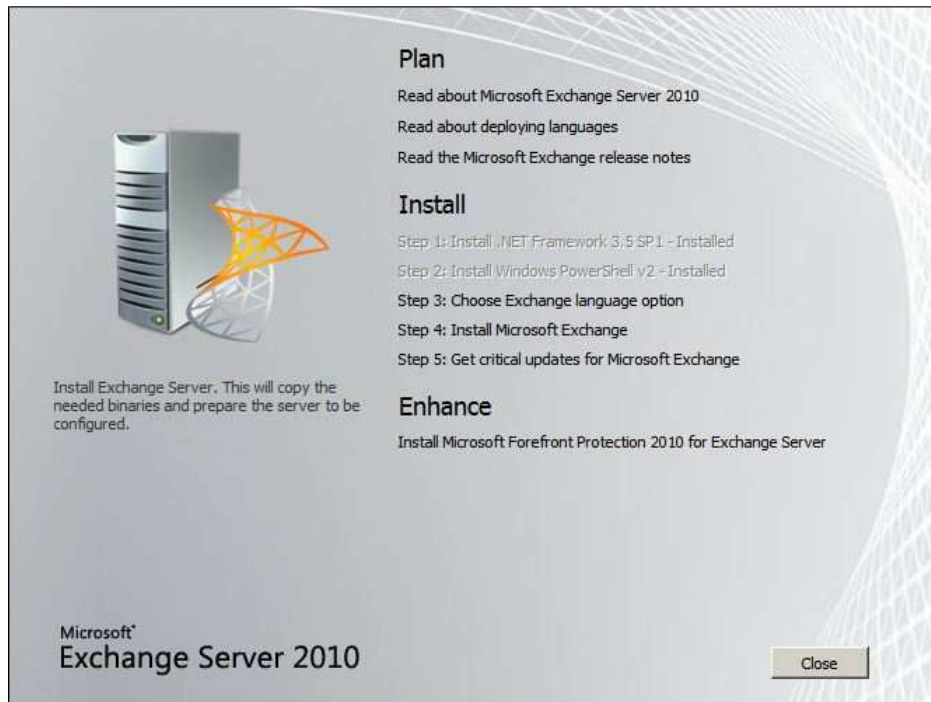 Plan
Read about Microsoft Exchange Server 2010
Read about deploying languages
Read the Microsoft Exchange release notes
Install
Step 1: Install .NET Framework 3.5 SP1 - Installed
Step 2: Install Windows PowerShell v2 - Installed
Step 3: Choose Exchange language option
Step 4: Install Microsoft Exchange
Step 5: Get critical updates for Microsoft Exchange
Install Exchange Server. This will copy the
needed binaries and prepare the server to be
configured.
Enhance
Install Microsoft Forefront Protection 2010 for Exchange Server
Microsoft
Exchange Server 2010
Close